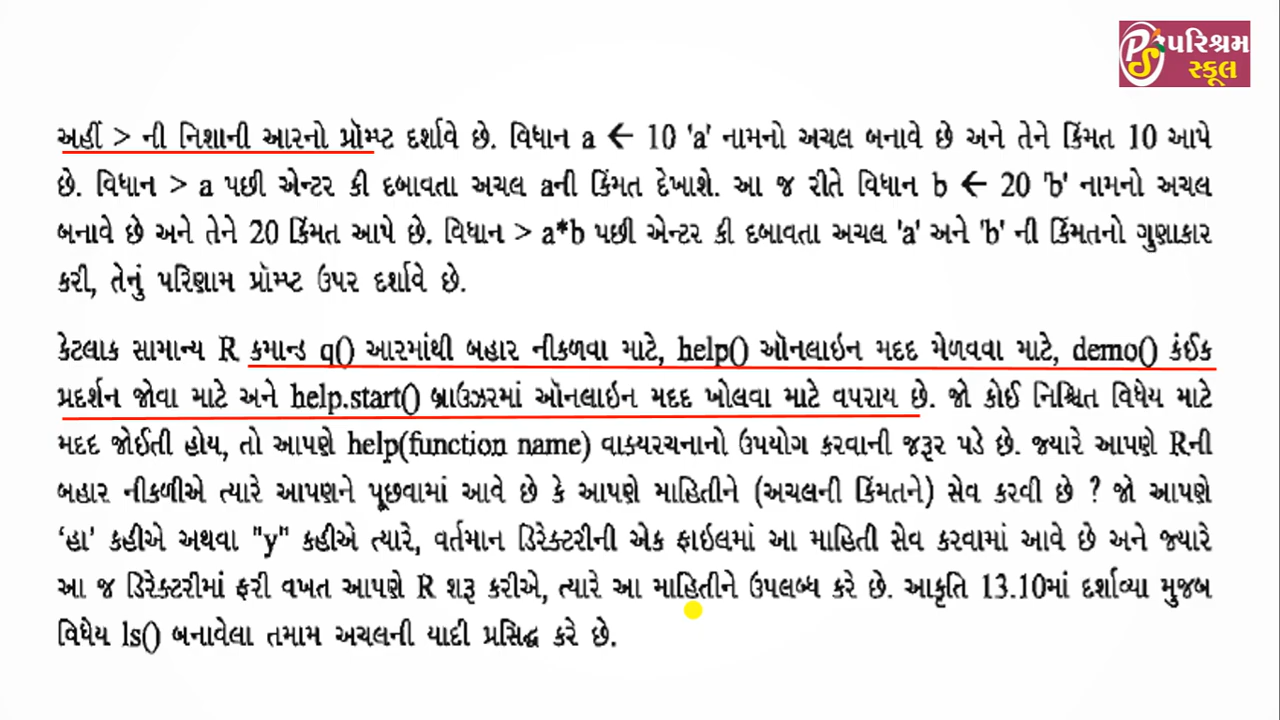 પરિશ્રમ
સ્કૂલ
અહીં > ની નિશાની આરનો પ્રૉમ્પ્ટ દર્શાવે છે. વિધાન a ← 10 'a' નામનો અચલ બનાવે છે અને તેને કિંમત 10 આપે
છે. વિધાન > a પછી એન્ટર કી દબાવતા અચલ aની કિંમત દેખાશે. આ જ રીતે વિધાન b ← 20 'b' નામનો અચલ
બનાવે છે અને તેને 20 કિંમત આપે છે. વિધાન > a*b પછી એન્ટર કી દબાવતા અચલ 'a' અને 'b' ની કિંમતનો ગુણાકાર
કરી, તેનું પરિણામ પ્રૉમ્પ્ટ ઉપર દર્શાવે છે.
કેટલાક સામાન્ય R કમાન્ડ q() આરમાંથી બહાર નીકળવા માટે, help() ઑનલાઇન મદદ મેળવવા માટે, demo() કંઈક
પ્રદર્શન જોવા માટે અને help.start() બ્રાઉઝરમાં ઑનલાઇન મદદ ખોલવા માટે વપરાય છે. જો કોઈ નિશ્ચિત વિધેય માટે
મદદ જોઈતી હોય, તો આપણે help(function name) વાક્યરચનાનો ઉપયોગ કરવાની જરૂર પડે છે. જ્યારે આપણે Rની
બહાર નીકળીએ ત્યારે આપણને પૂછવામાં આવે છે કે આપણે માહિતીને (અચલની કિંમતને) સેવ કરવી છે ? જો આપણે
‘હા’ કહીએ અથવા "y" કહીએ ત્યારે, વર્તમાન ડિરેક્ટરીની એક ફાઇલમાં આ માહિતી સેવ કરવામાં આવે છે અને જ્યારે
આ જ ડિરેક્ટરીમાં ફરી વખત આપણે R શરૂ કરીએ, ત્યારે આ માહિતીને ઉપલબ્ધ કરે છે. આકૃતિ 13.10માં દર્શાવ્યા મુજબ
વિધેય ls() બનાવેલા તમામ અચલની યાદી પ્રસિદ્ધ કરે છે.